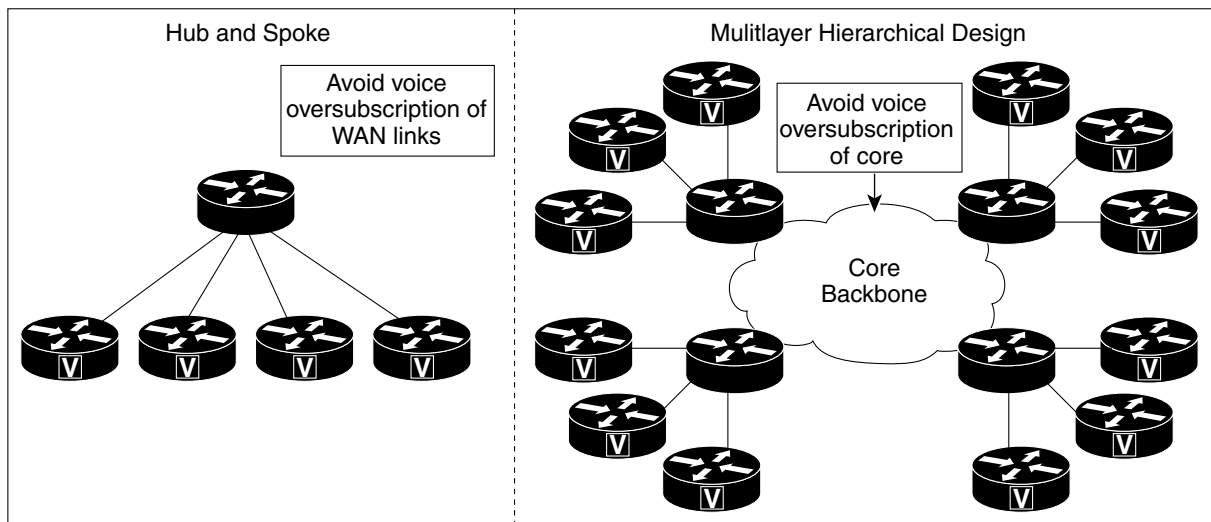 Hub and Spoke
Avoid voice
oversubscription of
WAN links
V
V
V
V
Mulitlayer Hierarchical Design
Avoid voice
oversubscription
of core
Core
Backbone
V
V
V
V
V
V
V
V
V
V
V
V